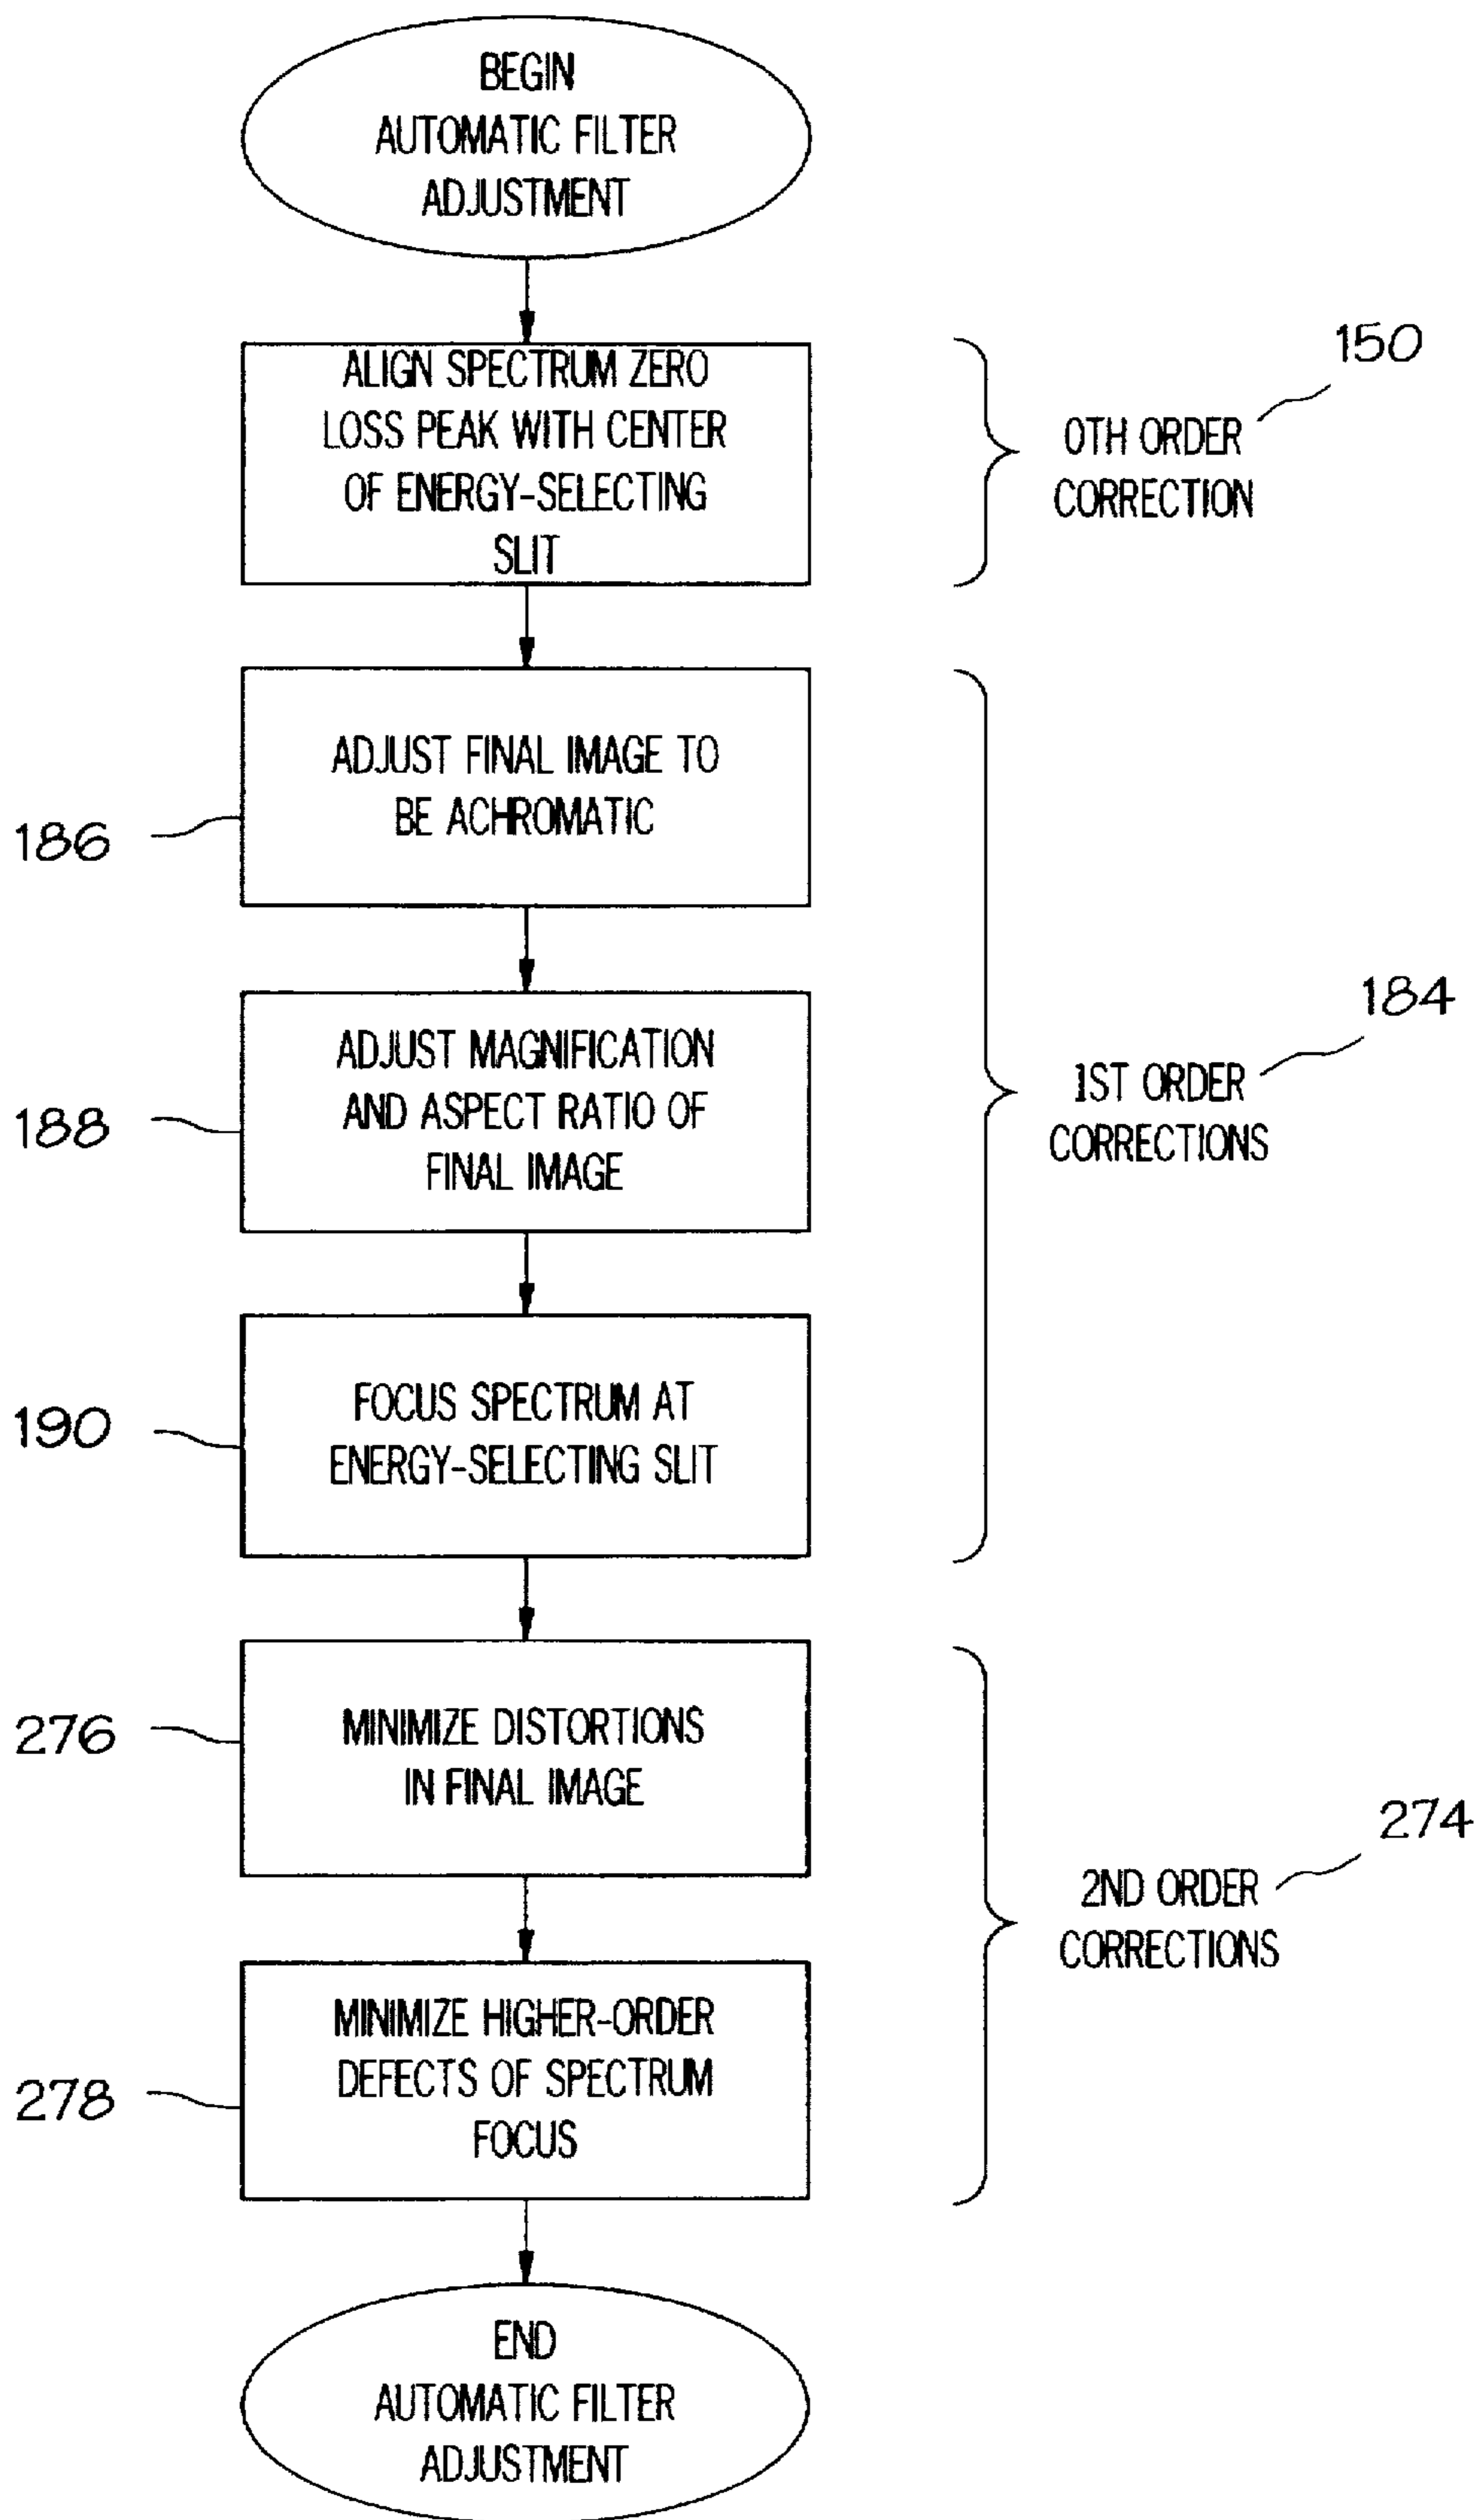 BEGIN
AUTOMATIC FILTER
ADJUSTMENT
ALIGN SPECTRUM ZERO
LOSS PEAK WITH CENTER
OF ENERGY-SELECTING
SLIT
150
0TH ORDER
CORRECTION
ADJUST FINAL IMAGE TO
BE ACHROMATIC
186
ADJUST MAGNIFICATION
AND ASPECT RATIO OF
FINAL IMAGE
188
184
1ST ORDER
CORRECTIONS
FOCUS SPECTRUM AT
ENERGY-SELECTING SLIT
190
MINIMIZE DISTORTIONS
IN FINAL IMAGE
276
274
2ND ORDER
CORRECTIONS
MINIMIZE HIGHER-ORDER
DEFECTS OF SPECTRUM
FOCUS
278
END
AUTOMATIC FILTER
ADJUSTMENT